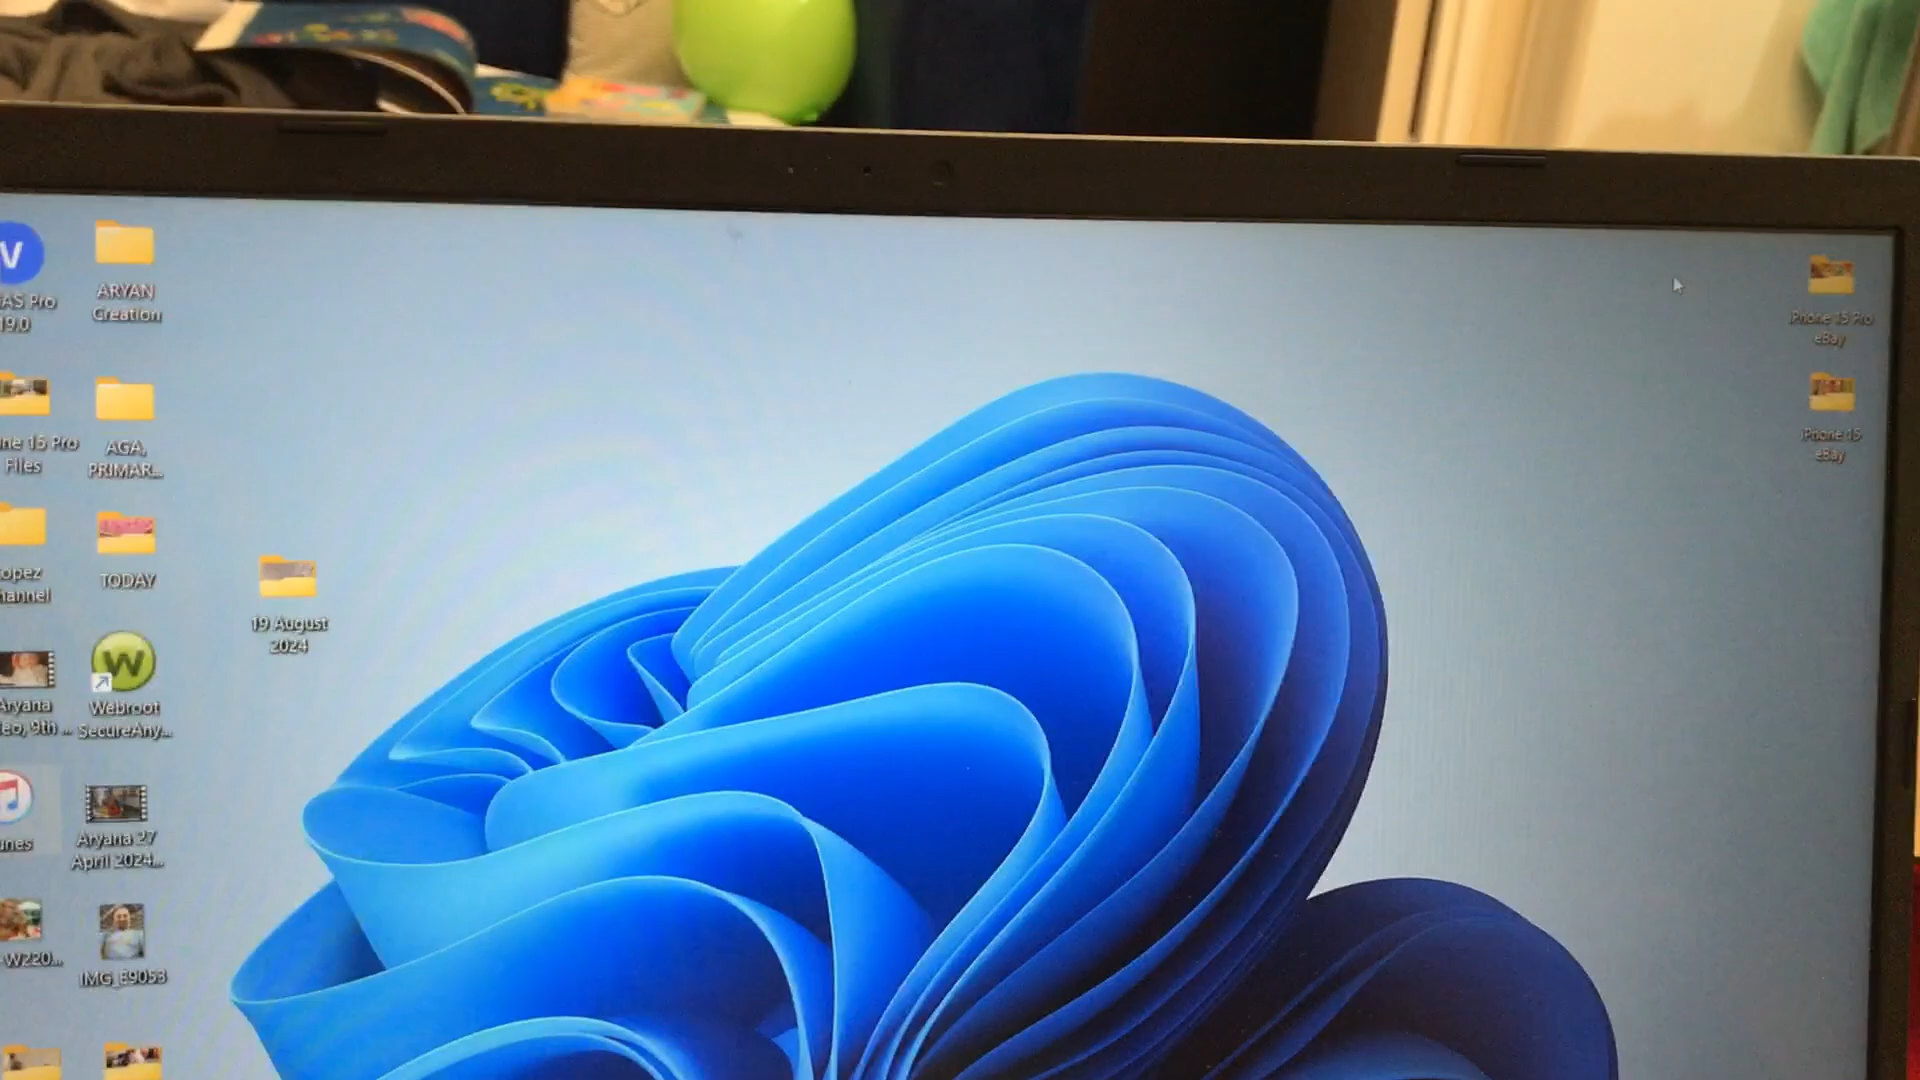 V
AS Pro
19.0
ARYAN
Creation
ne 15 Pro
Files
AGA,
PRIMAR...
opez
hannel
TODAY
19 August
2024
Aryana
eo, 9th ...
W
Webroot
SecureAny...
unes
Aryana 27
April 2024...
-W220...
IMG_E9053
iPhone 15 Pro
eBay
iPhone 15
eBay